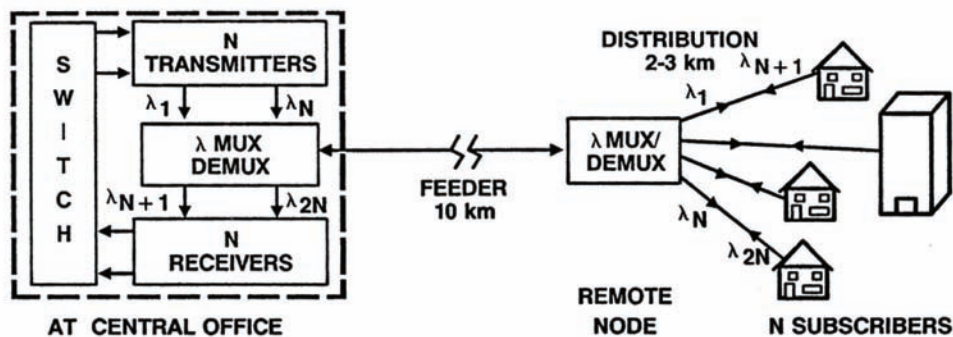 SWITCH
N
TRANSMITTERS
λ1 λN
λ MUX
DEMUX
λN+1 λ2N
N
RECEIVERS
AT CENTRAL OFFICE
FEEDER
10 km
λ MUX/
DEMUX
REMOTE
NODE
DISTRIBUTION
2-3 km
λN+1
λ1
λN
λ2N
N SUBSCRIBERS